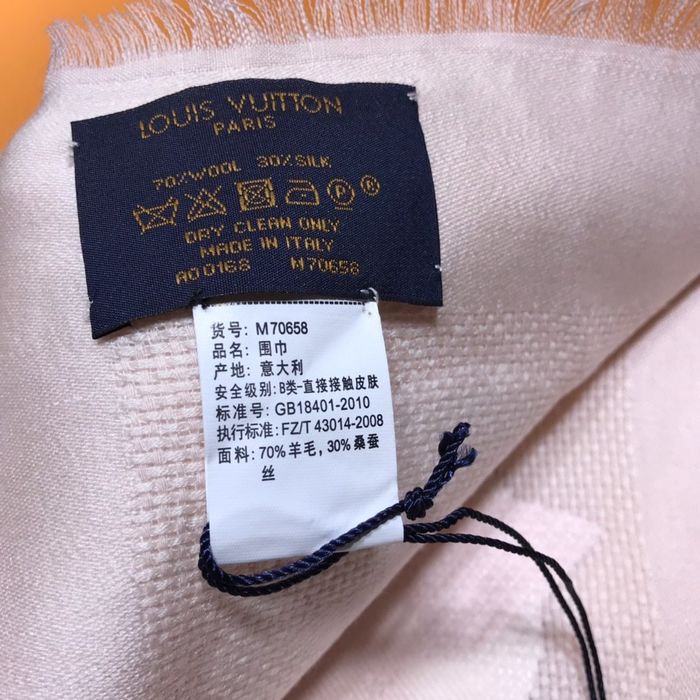 LOUIS VUITTON
PARIS
70%WOOL 30%SILK
P ®
DRY CLEAN ONLY
MADE IN ITALY
AO0168 M70658
货号: M70658
品名: 围巾
产地: 意大利
安全级别: B类-直接接触皮肤
标准号: GB18401-2010
执行标准: FZ/T 43014-2008
面料: 70%羊毛, 30%桑蚕
丝